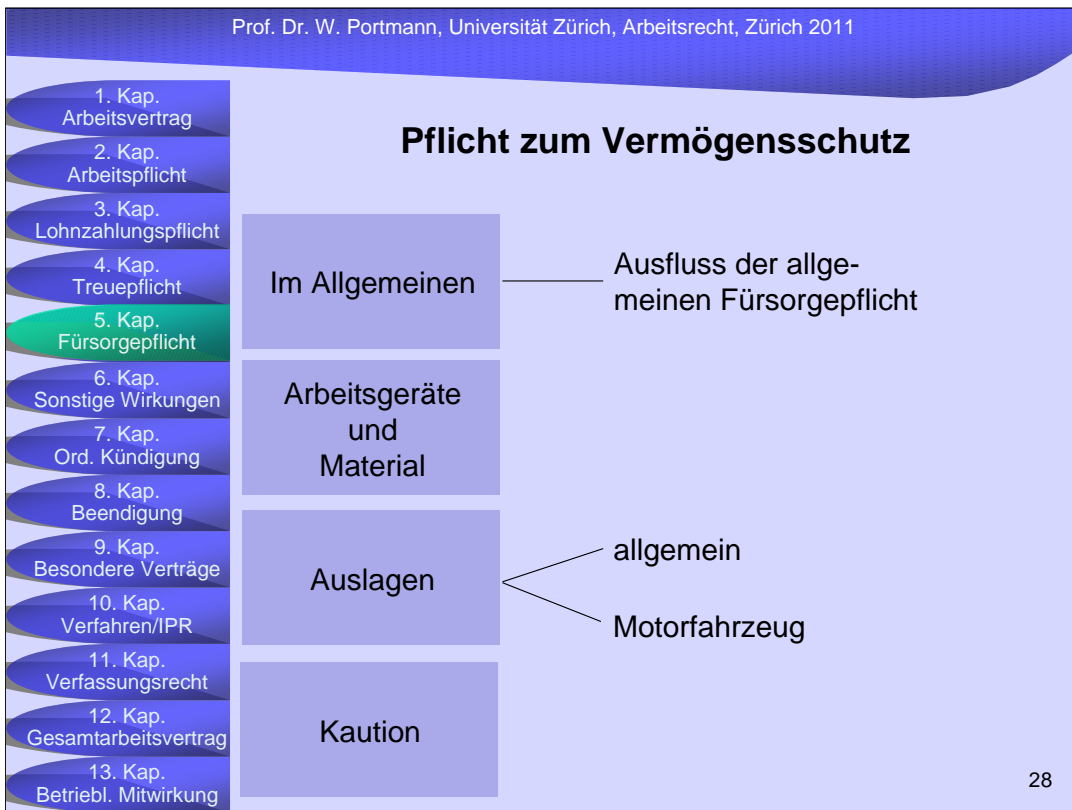 Prof. Dr. W. Portmann, Universität Zürich, Arbeitsrecht, Zürich 2011
1. Kap.
Arbeitsvertrag
2. Kap.
Arbeitspflicht
3. Kap.
Lohnzahlungspflicht
4. Kap.
Treuepflicht
5. Kap.
Fürsorgepflicht
6. Kap.
Sonstige Wirkungen
7. Kap.
Ord. Kündigung
8. Kap.
Beendigung
9. Kap.
Besondere Verträge
10. Kap.
Verfahren/IPR
11. Kap.
Verfassungsrecht
12. Kap.
Gesamtarbeitsvertrag
13. Kap.
Betriebl. Mitwirkung
Pflicht zum Vermögensschutz
Im Allgemeinen
Ausfluss der allge-
meinen Fürsorgepflicht
Arbeitsgeräte
und
Material
Auslagen
allgemein
Motorfahrzeug
Kaution
28